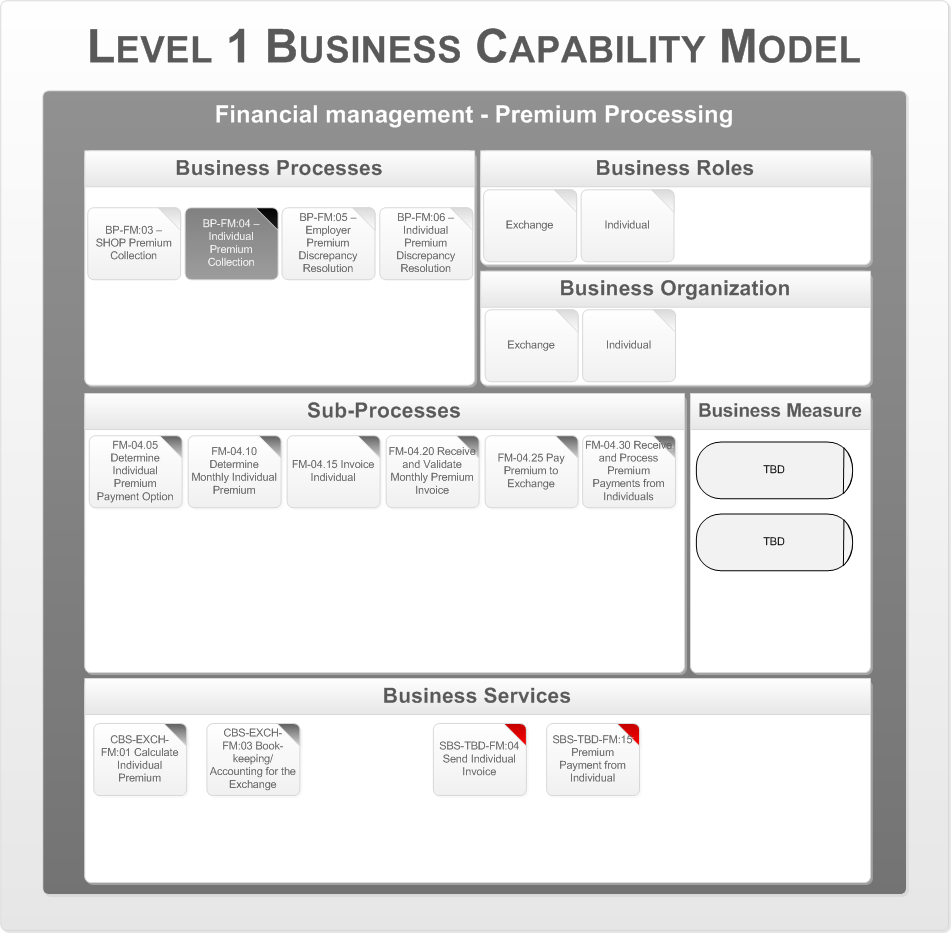 LEVEL 1 BUSINESS CAPABILITY MODEL
Financial management - Premium Processing
Business Processes
BP-FM:03 –
SHOP Premium
Collection
BP-FM:04 –
Individual
Premium
Collection
BP-FM:05 –
Employer
Premium
Discrepancy
Resolution
BP-FM:06 –
Individual
Premium
Discrepancy
Resolution
Business Roles
Exchange
Individual
Business Organization
Exchange
Individual
Sub-Processes
FM-04.05
Determine
Individual
Premium
Payment Option
FM-04.10
Determine
Monthly Individual
Premium
FM-04.15 Invoice
Individual
FM-04.20 Receive
and Validate
Monthly Premium
Invoice
FM-04.25 Pay
Premium to
Exchange
FM-04.30 Receive
and Process
Premium
Payments from
Individuals
Business Measure
TBD
TBD
Business Services
CBS-EXCH-
FM:01 Calculate
Individual
Premium
CBS-EXCH-
FM:03 Book-
keeping/
Accounting for the
Exchange
SBS-TBD-FM:04
Send Individual
Invoice
SBS-TBD-FM:15
Premium
Payment from
Individual